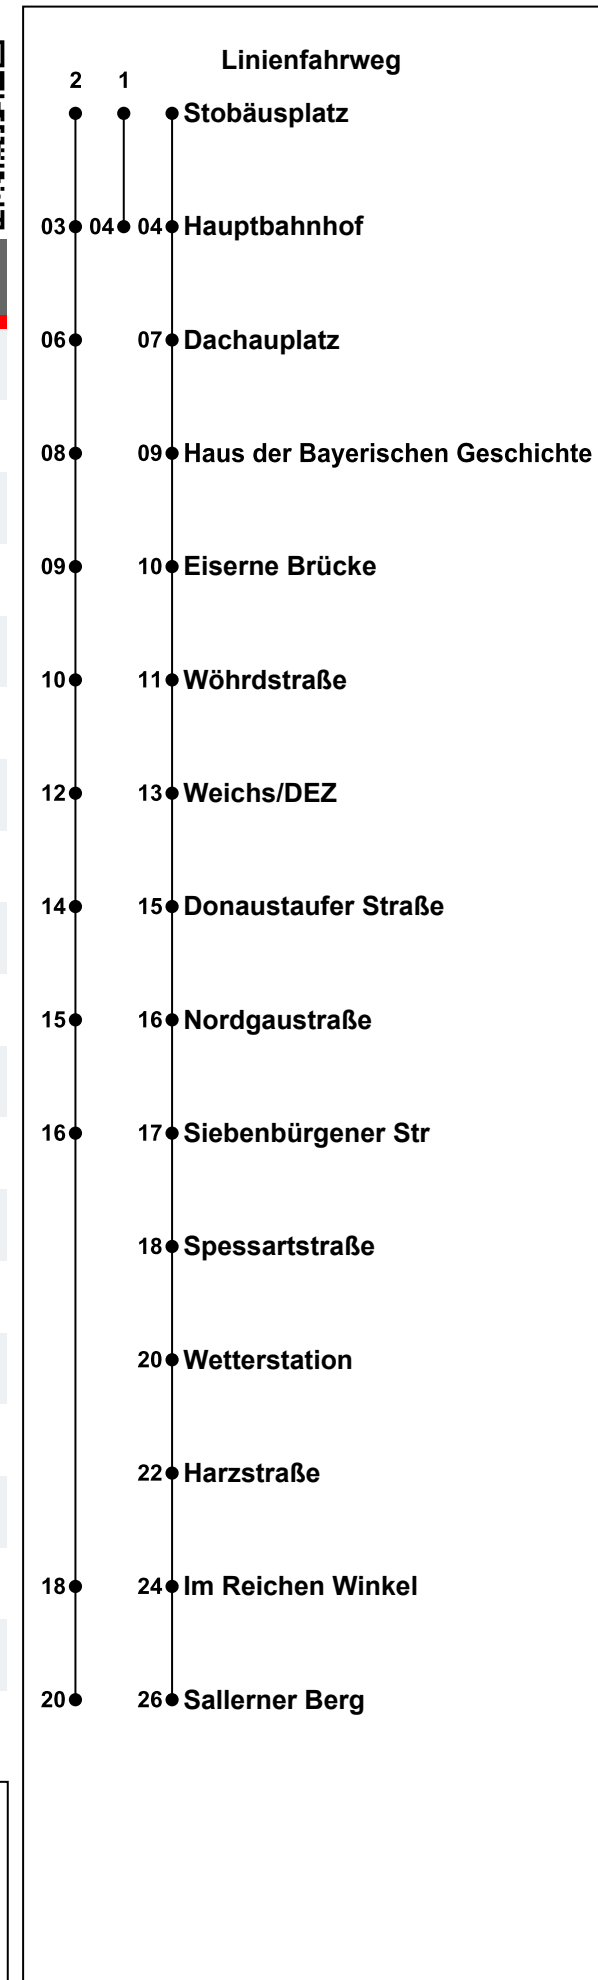 Linienfahrweg
2 1
Stobäusplatz
03 04 04 Hauptbahnhof
06 07 Dachauplatz
08 09 Haus der Bayerischen Geschichte
09 10 Eiserne Brücke
10 11 Wöhrdstraße
12 13 Weichs/DEZ
14 15 Donaustaufer Straße
15 16 Nordgaustraße
16 17 Siebenbürgener Str
18 Spessartstraße
20 Wetterstation
22 Harzstraße
18 24 Im Reichen Winkel
20 26 Sallerner Berg